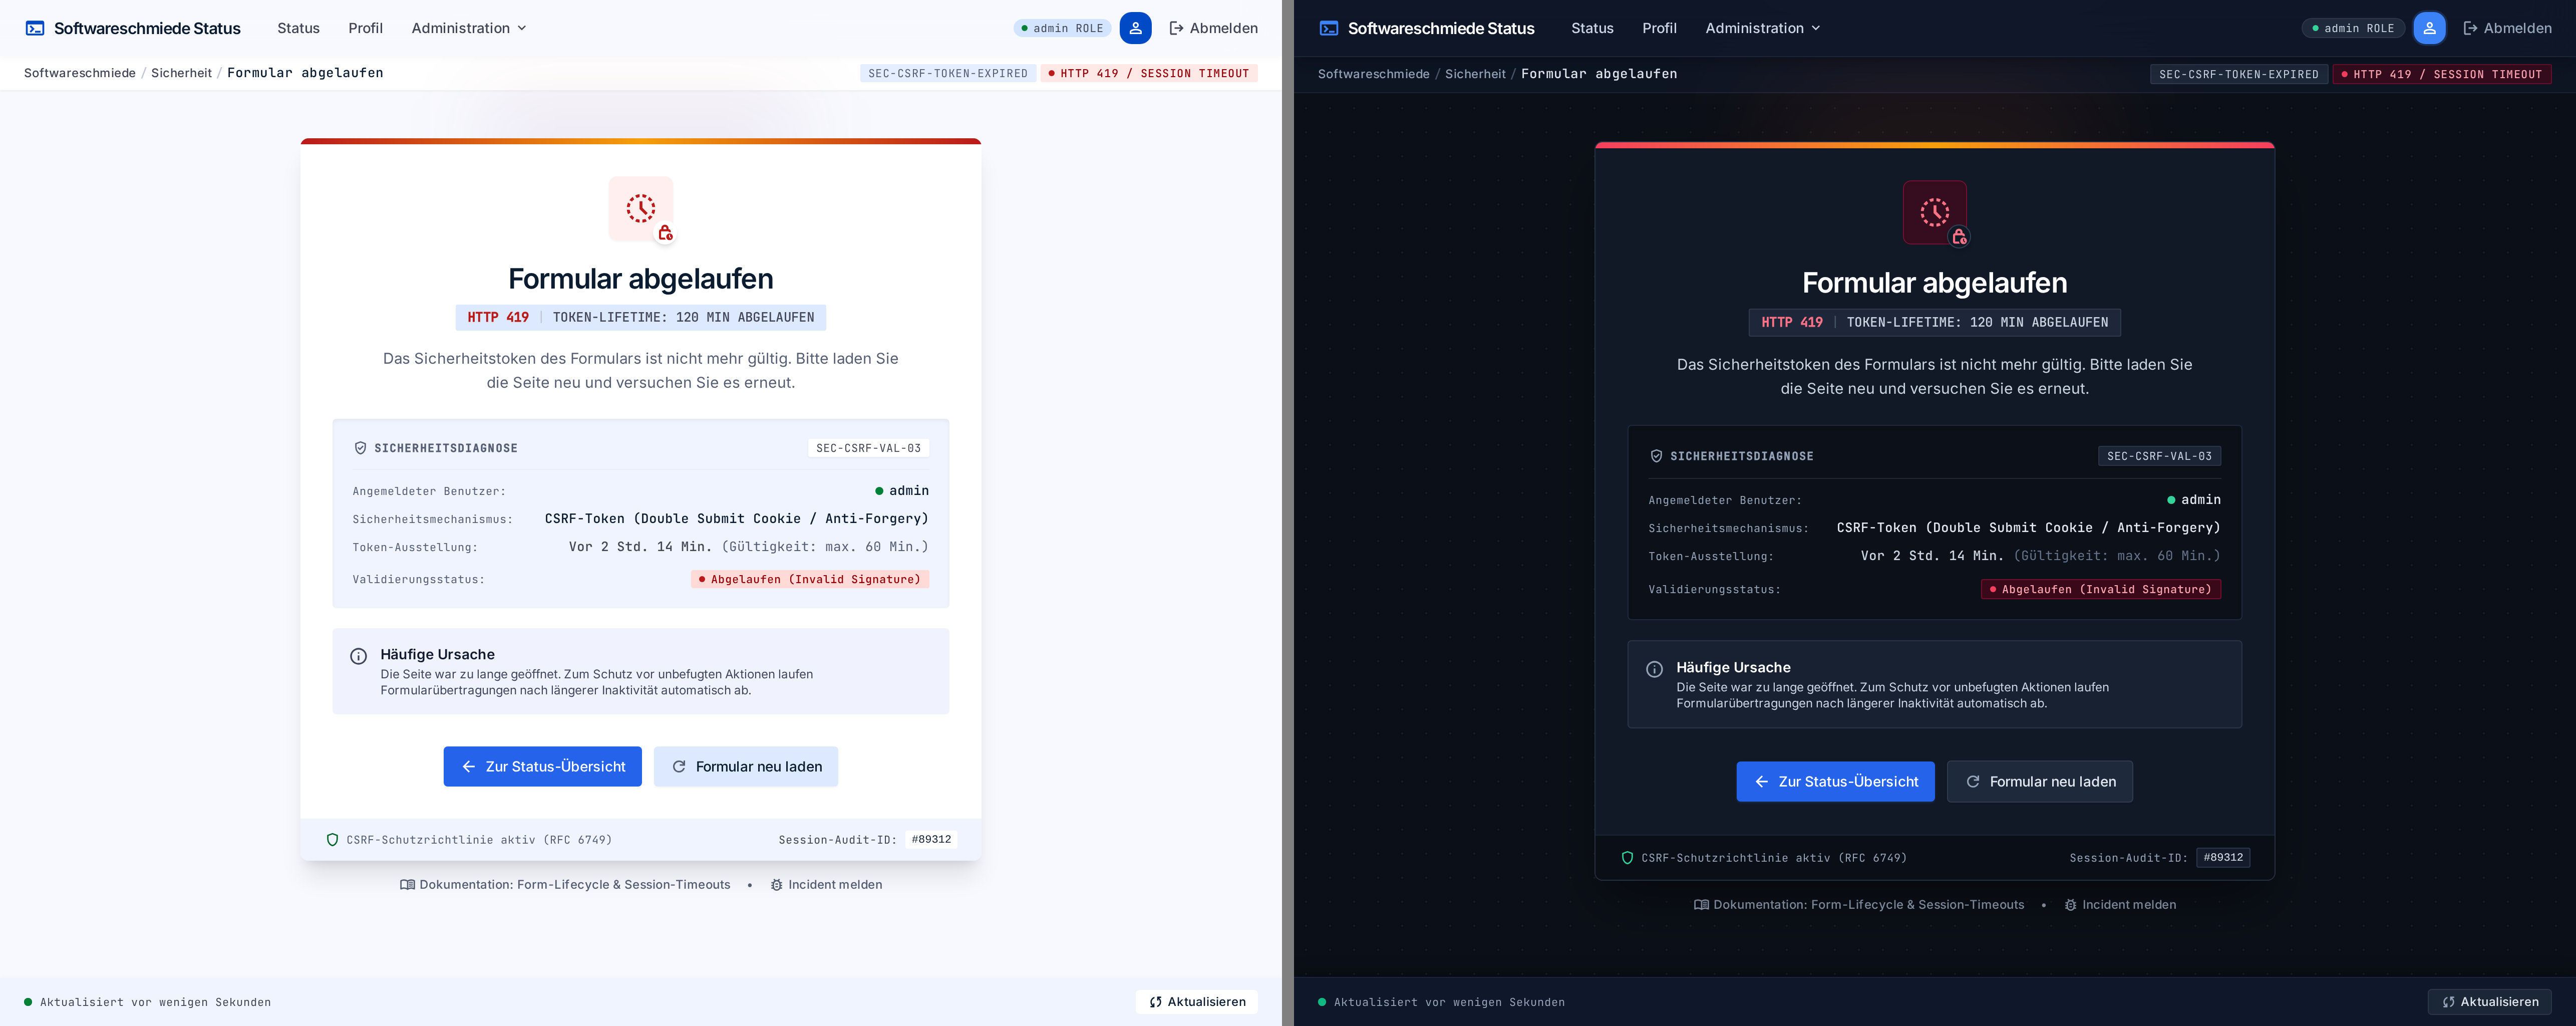 Softwareschmiede Status Status Profil Administration admin ROLE Abmelden
Softwareschmiede / Sicherheit / Formular abgelaufen SEC-CSRF-TOKEN-EXPIRED HTTP 419 / SESSION TIMEOUT
Formular abgelaufen
HTTP 419 | TOKEN-LIFETIME: 120 MIN ABGELAUFEN
Das Sicherheitstoken des Formulars ist nicht mehr gültig. Bitte laden Sie
die Seite neu und versuchen Sie es erneut.
SICHERHEITSDIAGNOSE SEC-CSRF-VAL-03
Angemeldeter Benutzer: admin
Sicherheitsmechanismus: CSRF-Token (Double Submit Cookie / Anti-Forgery)
Token-Ausstellung: Vor 2 Std. 14 Min. (Gültigkeit: max. 60 Min.)
Validierungsstatus: Abgelaufen (Invalid Signature)
Häufige Ursache
Die Seite war zu lange geöffnet. Zum Schutz vor unbefugten Aktionen laufen
Formularübertragungen nach längerer Inaktivität automatisch ab.
Zur Status-Übersicht Formular neu laden
CSRF-Schutzrichtlinie aktiv (RFC 6749) Session-Audit-ID: #89312
Dokumentation: Form-Lifecycle & Session-Timeouts • Incident melden
Aktualisiert vor wenigen Sekunden Aktualisieren
Softwareschmiede Status Status Profil Administration admin ROLE Abmelden
Softwareschmiede / Sicherheit / Formular abgelaufen SEC-CSRF-TOKEN-EXPIRED HTTP 419 / SESSION TIMEOUT
Formular abgelaufen
HTTP 419 | TOKEN-LIFETIME: 120 MIN ABGELAUFEN
Das Sicherheitstoken des Formulars ist nicht mehr gültig. Bitte laden Sie
die Seite neu und versuchen Sie es erneut.
SICHERHEITSDIAGNOSE SEC-CSRF-VAL-03
Angemeldeter Benutzer: admin
Sicherheitsmechanismus: CSRF-Token (Double Submit Cookie / Anti-Forgery)
Token-Ausstellung: Vor 2 Std. 14 Min. (Gültigkeit: max. 60 Min.)
Validierungsstatus: Abgelaufen (Invalid Signature)
Häufige Ursache
Die Seite war zu lange geöffnet. Zum Schutz vor unbefugten Aktionen laufen
Formularübertragungen nach längerer Inaktivität automatisch ab.
Zur Status-Übersicht Formular neu laden
CSRF-Schutzrichtlinie aktiv (RFC 6749) Session-Audit-ID: #89312
Dokumentation: Form-Lifecycle & Session-Timeouts • Incident melden
Aktualisiert vor wenigen Sekunden Aktualisieren